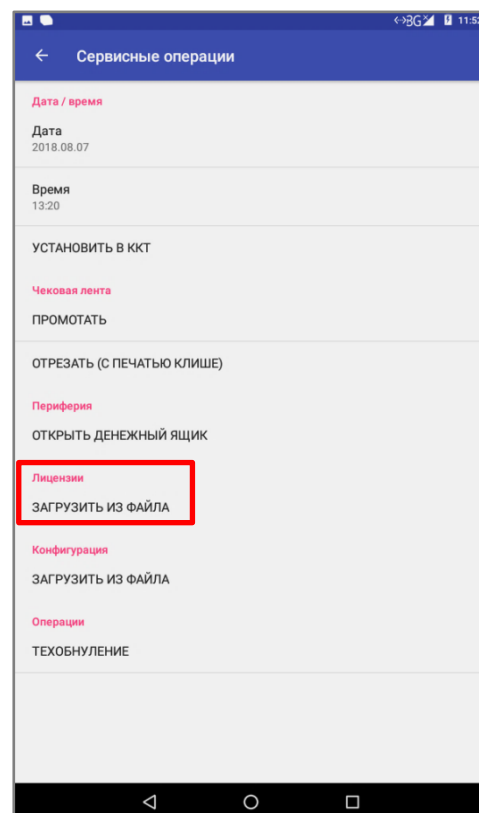 3G 11:52
Сервисные операции
Дата / время
Дата
2018.08.07
Время
13:20
УСТАНОВИТЬ В ККТ
Чековая лента
ПРОМОТАТЬ
ОТРЕЗАТЬ (С ПЕЧАТЬЮ КЛИШЕ)
Периферия
ОТКРЫТЬ ДЕНЕЖНЫЙ ЯЩИК
Лицензии
ЗАГРУЗИТЬ ИЗ ФАЙЛА
Конфигурация
ЗАГРУЗИТЬ ИЗ ФАЙЛА
Операции
ТЕХОБНУЛЕНИЕ